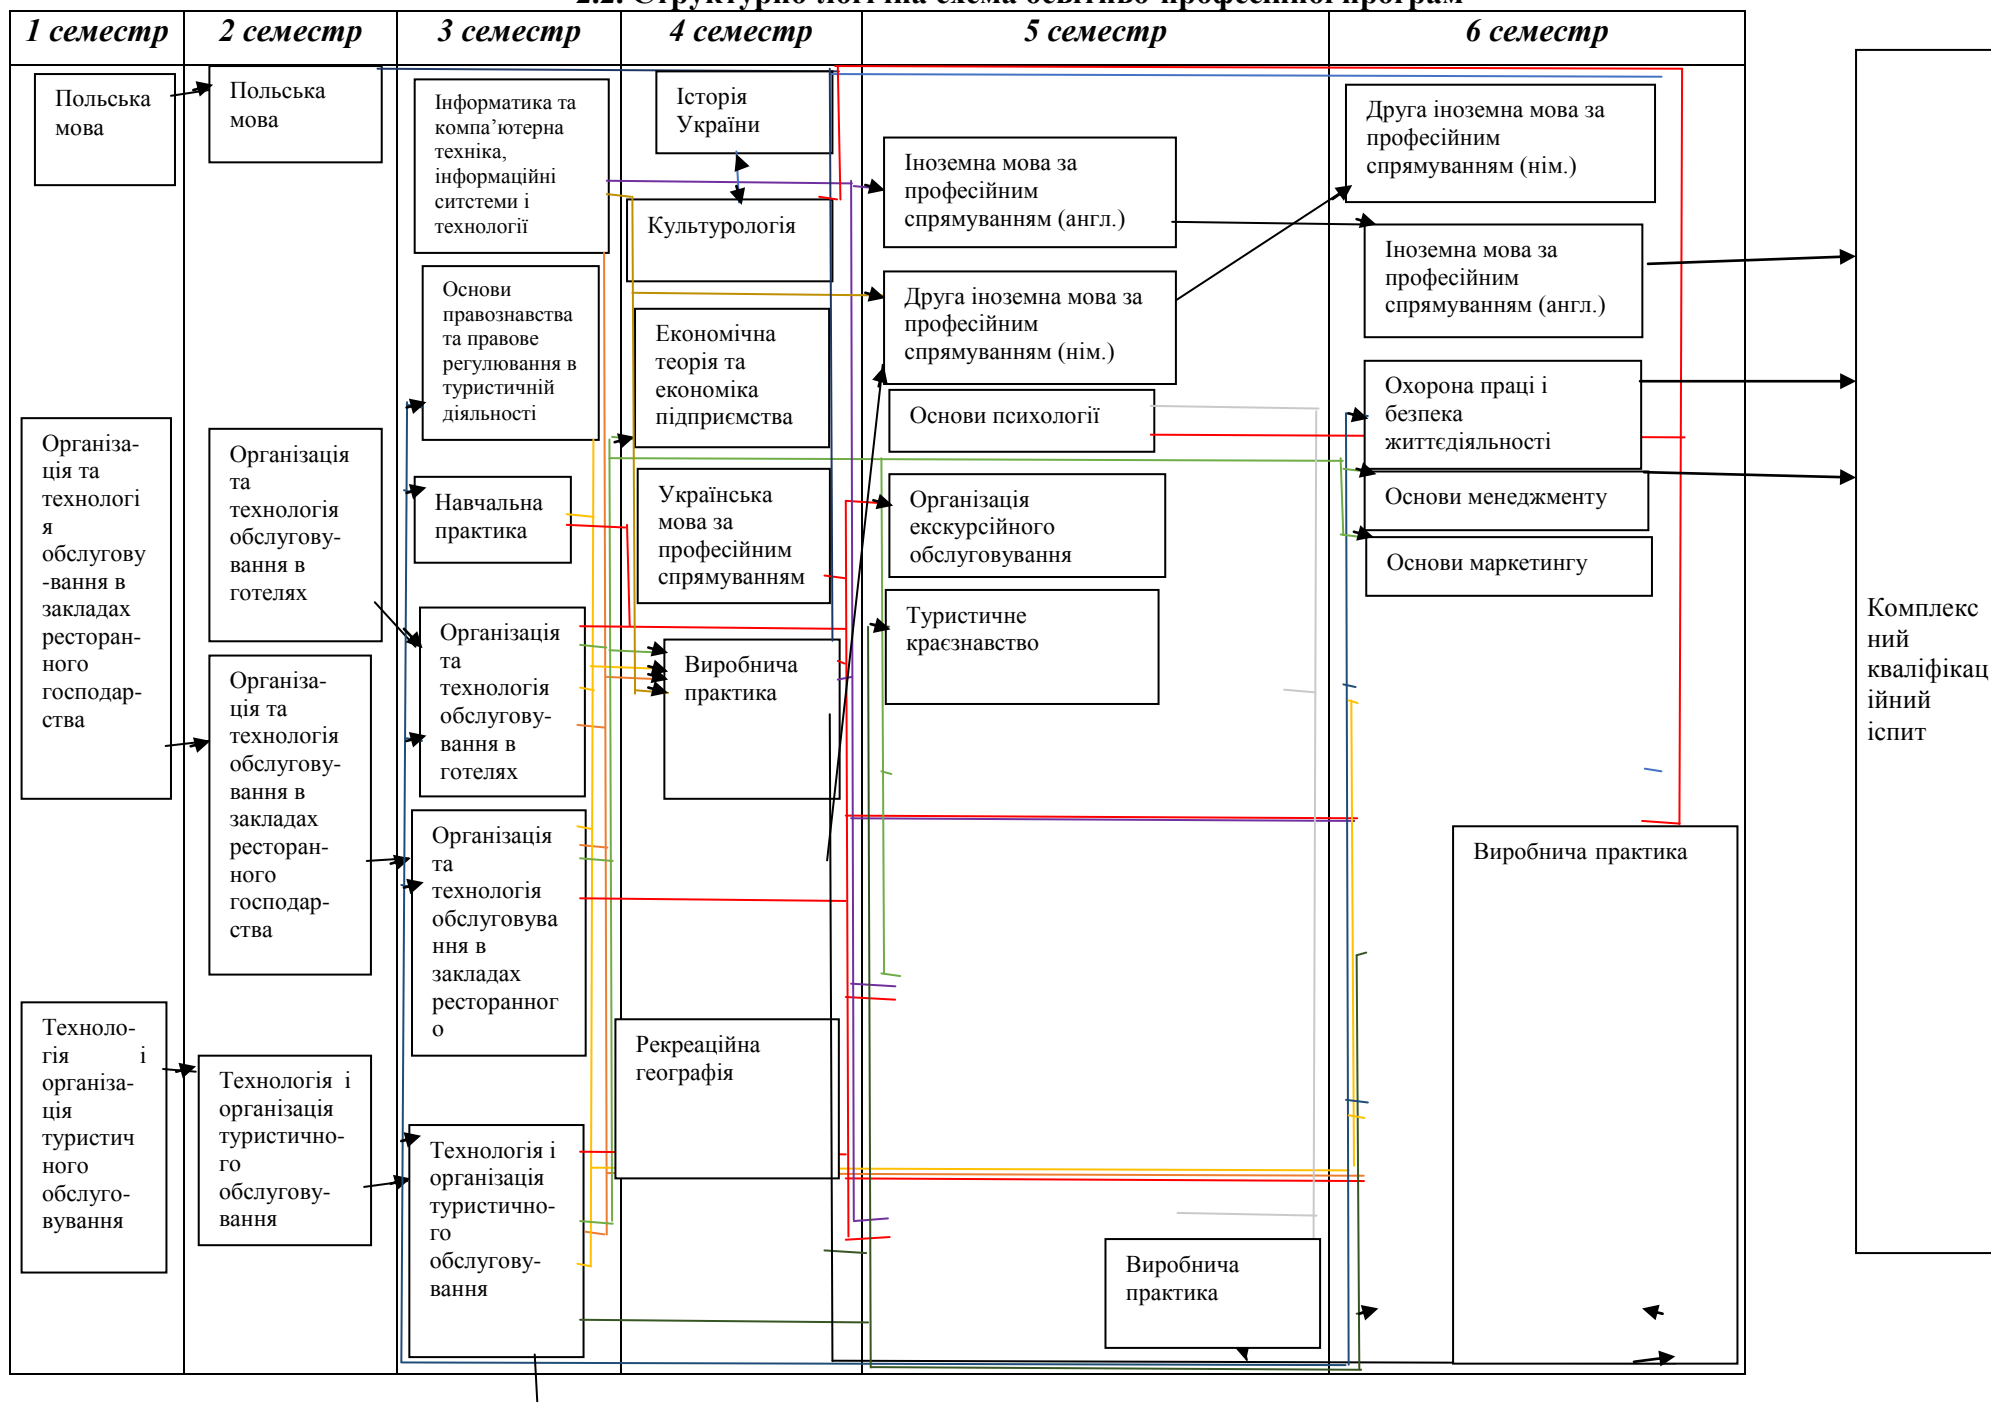 2.2. Структурно-логічна схема освітньо-професійної програм
1 семестр
2 семестр
3 семестр
4 семестр
5 семестр
6 семестр
Польська
мова
Організа-
ція та
технологі
я
обслугову
-вання в
закладах
ресторан-
ного
господар-
ства
Техноло-
гія і
організа-
ція
туристич
ного
обслуго-
вування
Польська
мова
Організація
та
технологія
обслугову-
вання в
готелях
Організа-
ція та
технологія
обслугову-
вання в
закладах
ресторан-
ного
господар-
ства
Технологія і
організація
туристично-
го
обслугову-
вання
Інформатика та
компа’ютерна
техніка,
інформаційні
ситстеми і
технології
Основи
правознавства
та правове
регулювання в
туристичній
діяльності
Навчальна
практика
Організація
та
технологія
обслугову-
вання в
готелях
Організація
та
технологія
обслуговува
ння в
закладах
ресторанног
о
Технологія і
організація
туристично-
го
обслугову-
вання
Історія
України
Культурологія
Економічна
теорія та
економіка
підприємства
Українська
мова за
професійним
спрямуванням
Виробнича
практика
Рекреаційна
географія
Іноземна мова за
професійним
спрямуванням (англ.)
Друга іноземна мова за
професійним
спрямуванням (нім.)
Основи психології
Організація
екскурсійного
обслуговування
Туристичне
краєзнавство
Виробнича
практика
Друга іноземна мова за
професійним
спрямуванням (нім.)
Іноземна мова за
професійним
спрямуванням (англ.)
Охорона праці і
безпека
життєдіяльності
Основи менеджменту
Основи маркетингу
Виробнича практика
Комплекс
ний
кваліфікац
ійний
іспит